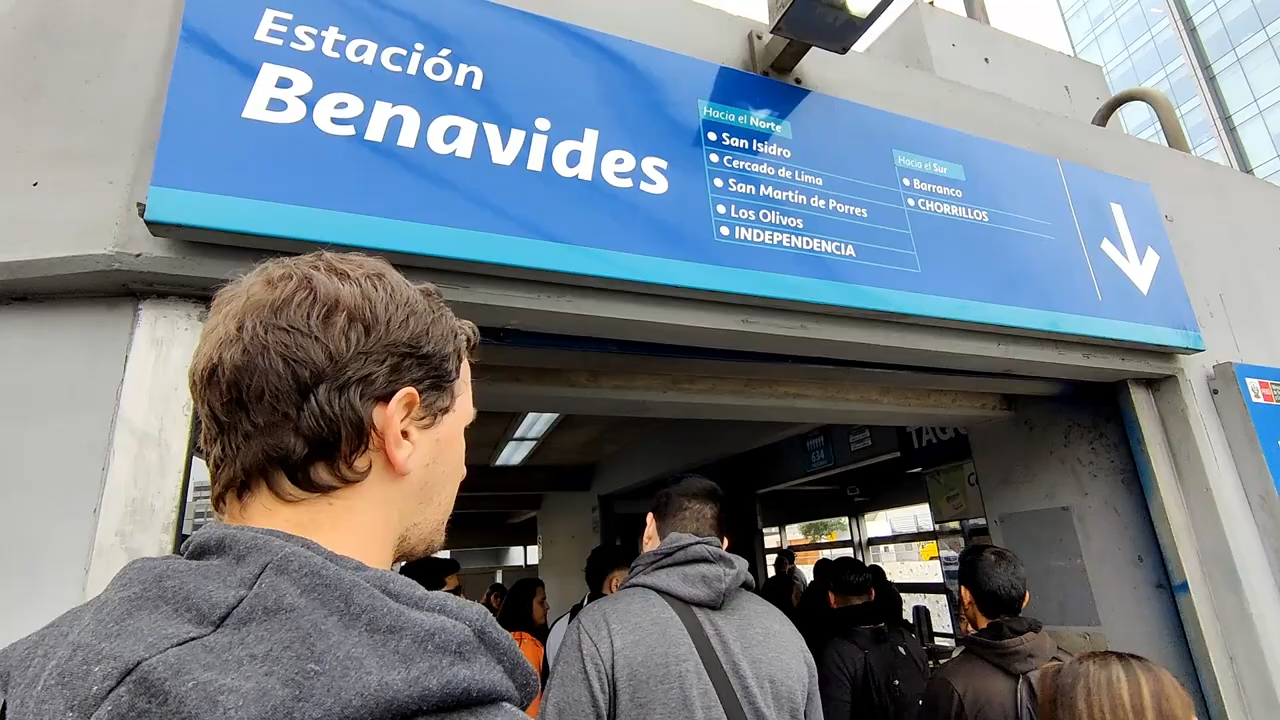 Estación
Benavides
Hacia el Norte
San Isidro
Cercado de Lima
San Martín de Porres
Los Olivos
INDEPENDENCIA
Hacia el Sur
Barranco
CHORRILLOS
634